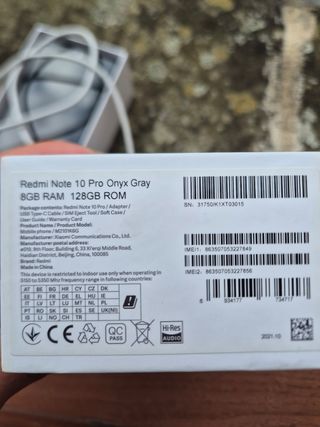 Redmi Note 10 Pro Onyx Gray
8GB RAM 128GB ROM
Package contents: Redmi Note 10 Pro / Adapter /
USB Type-C Cable / SIM Eject Tool / Soft Case /
User Guide / Warranty Card
Product Name / Product Model:
Mobile phone / M2101K6G
Manufacturer: Xiaomi Communications Co., Ltd.
#019, 9th Floor, Building 6, 33 Xi'erqi Middle Road,
Haidian District, Beijing, China, 100085
Brand: Redmi
Made in China
This device is restricted to indoor use only when operating in
5150 to 5350 Mhz frequency range in following countries:
AT BE BG HR CY CZ DK
EE FI FR DE EL HU IE
IT LV LT LU MT NL PL
PT RO SK SI ES SE UK(NI)
IS LI NO CH TR
SN: 31750/K1XT03015
IMEI1: 863507053227849
IMEI2: 863507053227856
6 934177 734717
CE
QC
PASS
Hi-Res
AUDIO
2021.10